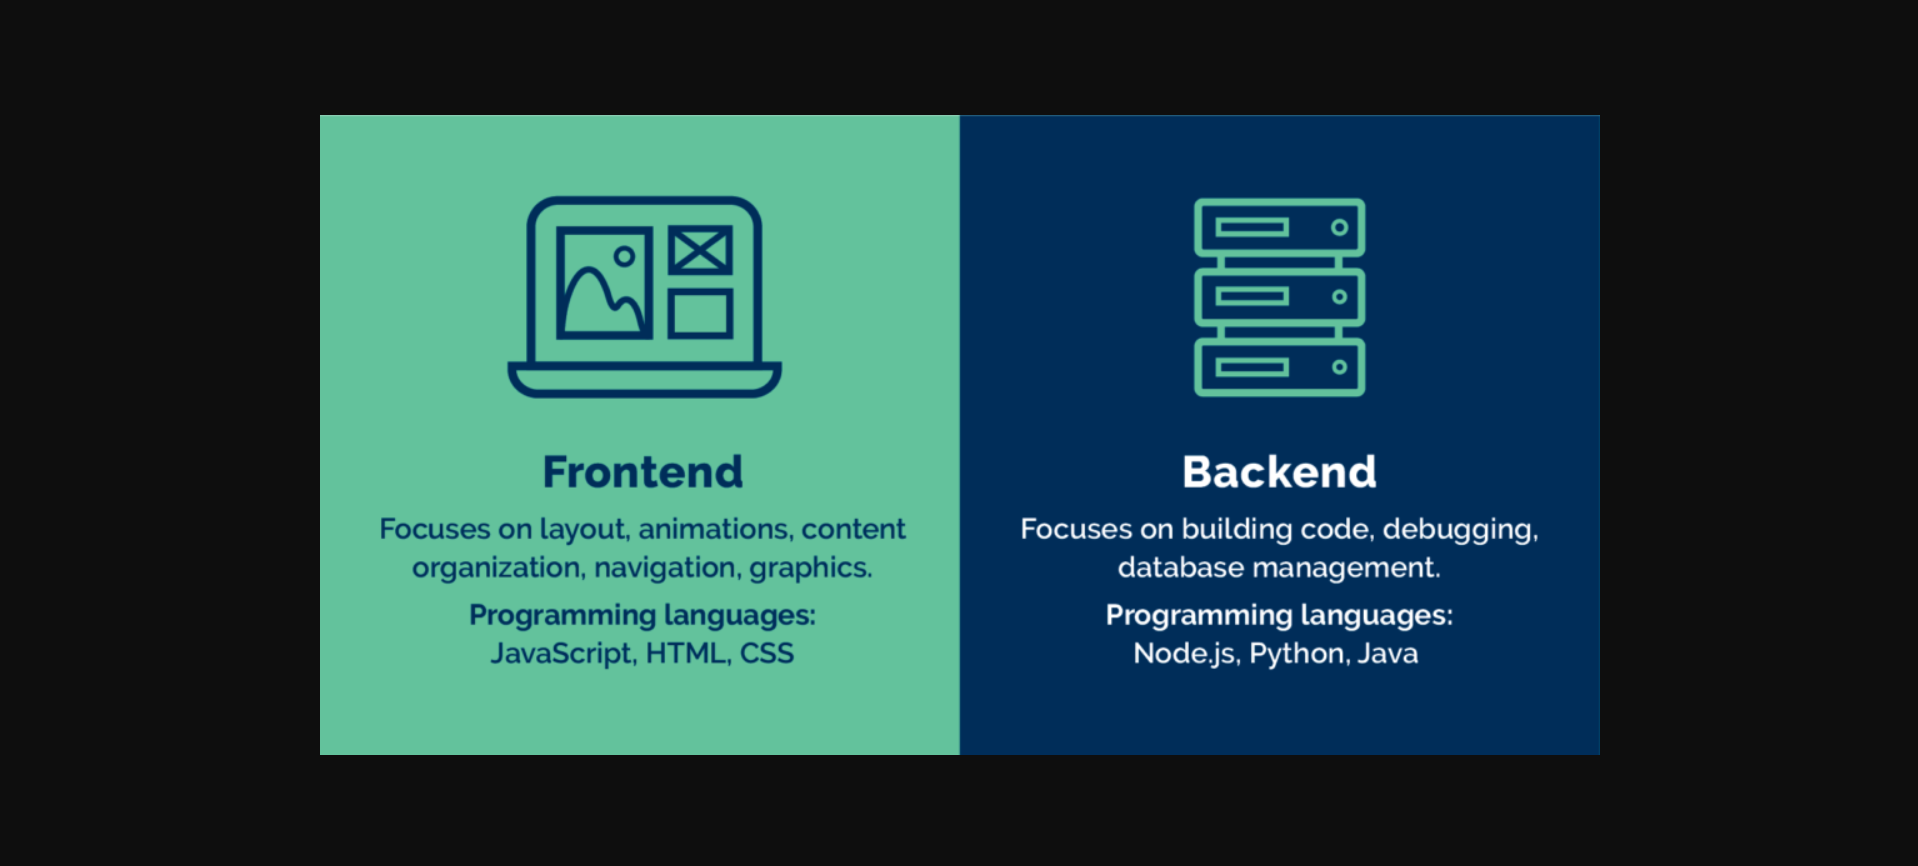 Frontend
Focuses on layout, animations, content
organization, navigation, graphics.
Programming languages:
JavaScript, HTML, CSS
Backend
Focuses on building code, debugging,
database management.
Programming languages:
Node.js, Python, Java